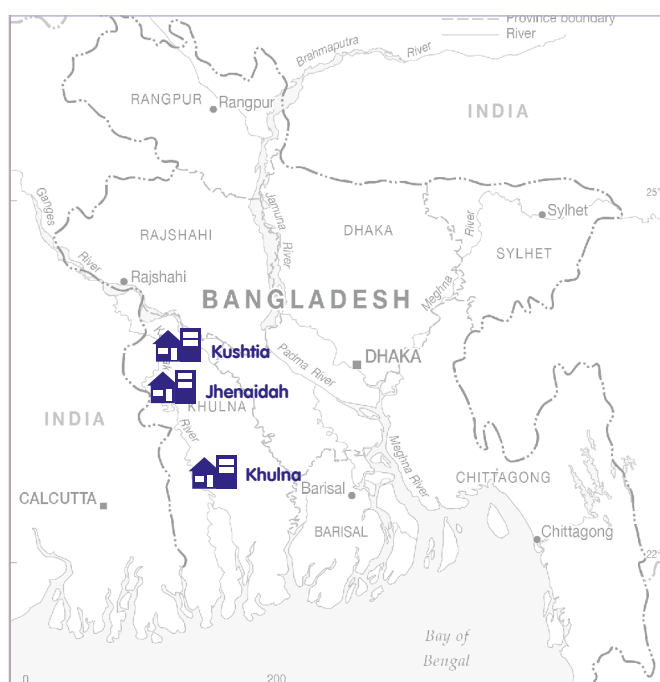 Province boundary
River
Brahmaputra
River
RANGPUR
Rangpur
INDIA
Ganges
River
25°
Jamuna
River
Sylhet
RAJSHAHI
DHAKA
River
SYLHET
Rajshahi
Meghna
BANGLADESH
Kushtia
Padma River
DHAKA
Jhenaidah
KHULNA
INDIA
River
Meghna River
Khulna
CHITTAGONG
CALCUTTA
Barisal
BARISAL
Chittagong
22°
Bay of
Bengal
0
200